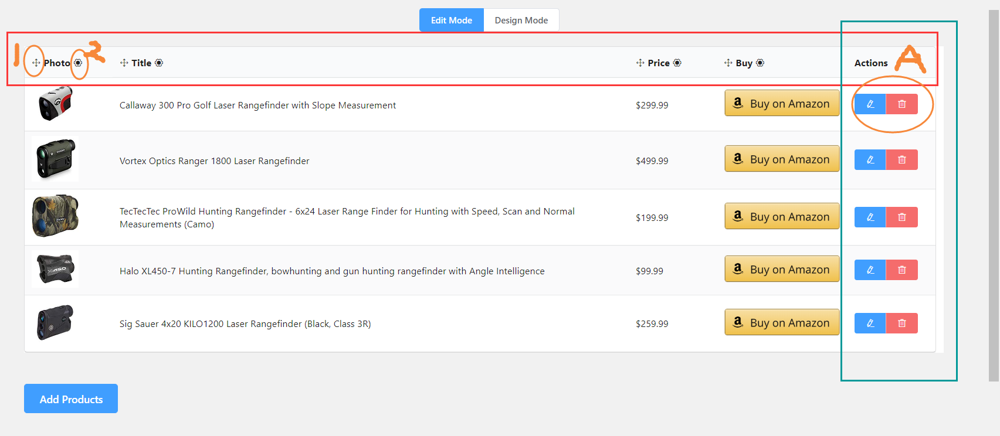 Edit Mode Design Mode
1 Photo 2 Title Price Buy Actions A
Callaway 300 Pro Golf Laser Rangefinder with Slope Measurement $299.99 a Buy on Amazon
Vortex Optics Ranger 1800 Laser Rangefinder $499.99 a Buy on Amazon
TecTecTec ProWild Hunting Rangefinder - 6x24 Laser Range Finder for Hunting with Speed, Scan and Normal
Measurements (Camo) $199.99 a Buy on Amazon
Halo XL450-7 Hunting Rangefinder, bowhunting and gun hunting rangefinder with Angle Intelligence $99.99 a Buy on Amazon
Sig Sauer 4x20 KILO1200 Laser Rangefinder (Black, Class 3R) $259.99 a Buy on Amazon
Add Products